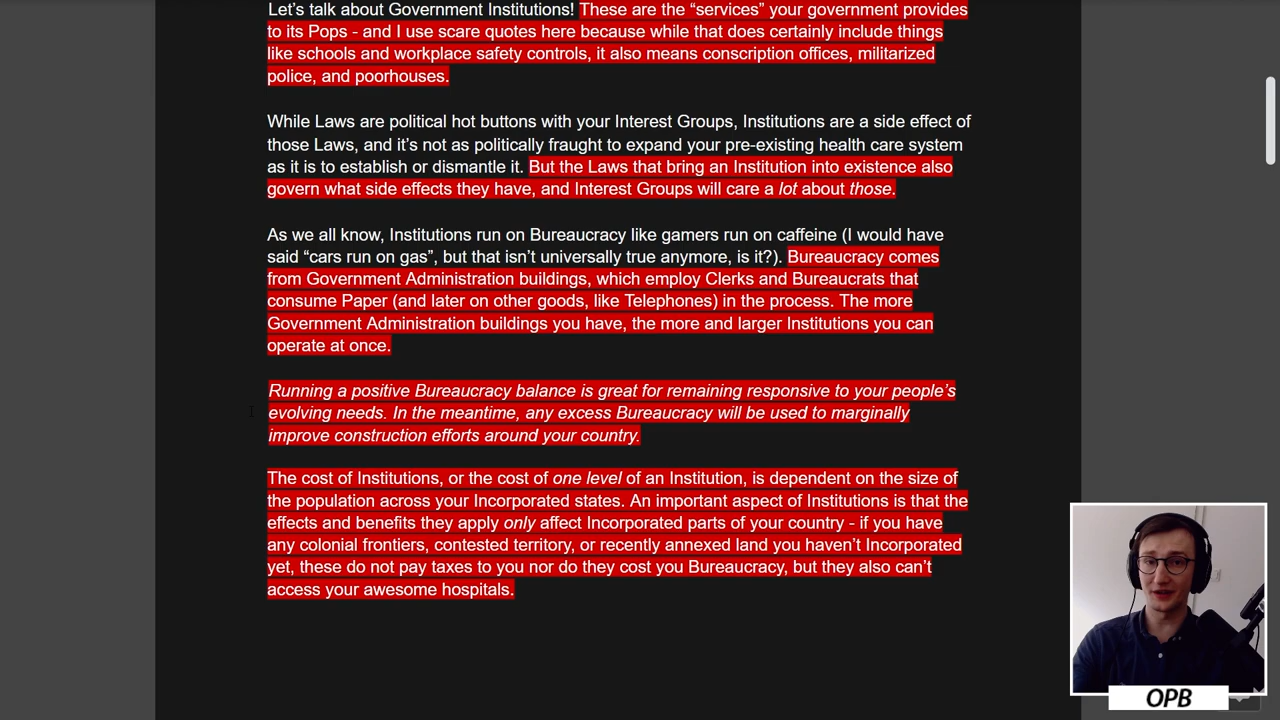 Let’s talk about Government Institutions! These are the “services” your government provides
to its Pops - and I use scare quotes here because while that does certainly include things
like schools and workplace safety controls, it also means conscription offices, militarized
police, and poorhouses.
While Laws are political hot buttons with your Interest Groups, Institutions are a side effect of
those Laws, and it’s not as politically fraught to expand your pre-existing health care system
as it is to establish or dismantle it. But the Laws that bring an Institution into existence also
govern what side effects they have, and Interest Groups will care a lot about those.
As we all know, Institutions run on Bureaucracy like gamers run on caffeine (I would have
said “cars run on gas”, but that isn’t universally true anymore, is it?). Bureaucracy comes
from Government Administration buildings, which employ Clerks and Bureaucrats that
consume Paper (and later on other goods, like Telephones) in the process. The more
Government Administration buildings you have, the more and larger Institutions you can
operate at once.
Running a positive Bureaucracy balance is great for remaining responsive to your people’s
evolving needs. In the meantime, any excess Bureaucracy will be used to marginally
improve construction efforts around your country.
The cost of Institutions, or the cost of one level of an Institution, is dependent on the size of
the population across your Incorporated states. An important aspect of Institutions is that the
effects and benefits they apply only affect Incorporated parts of your country - if you have
any colonial frontiers, contested territory, or recently annexed land you haven’t Incorporated
yet, these do not pay taxes to you nor do they cost you Bureaucracy, but they also can’t
access your awesome hospitals.
OPB